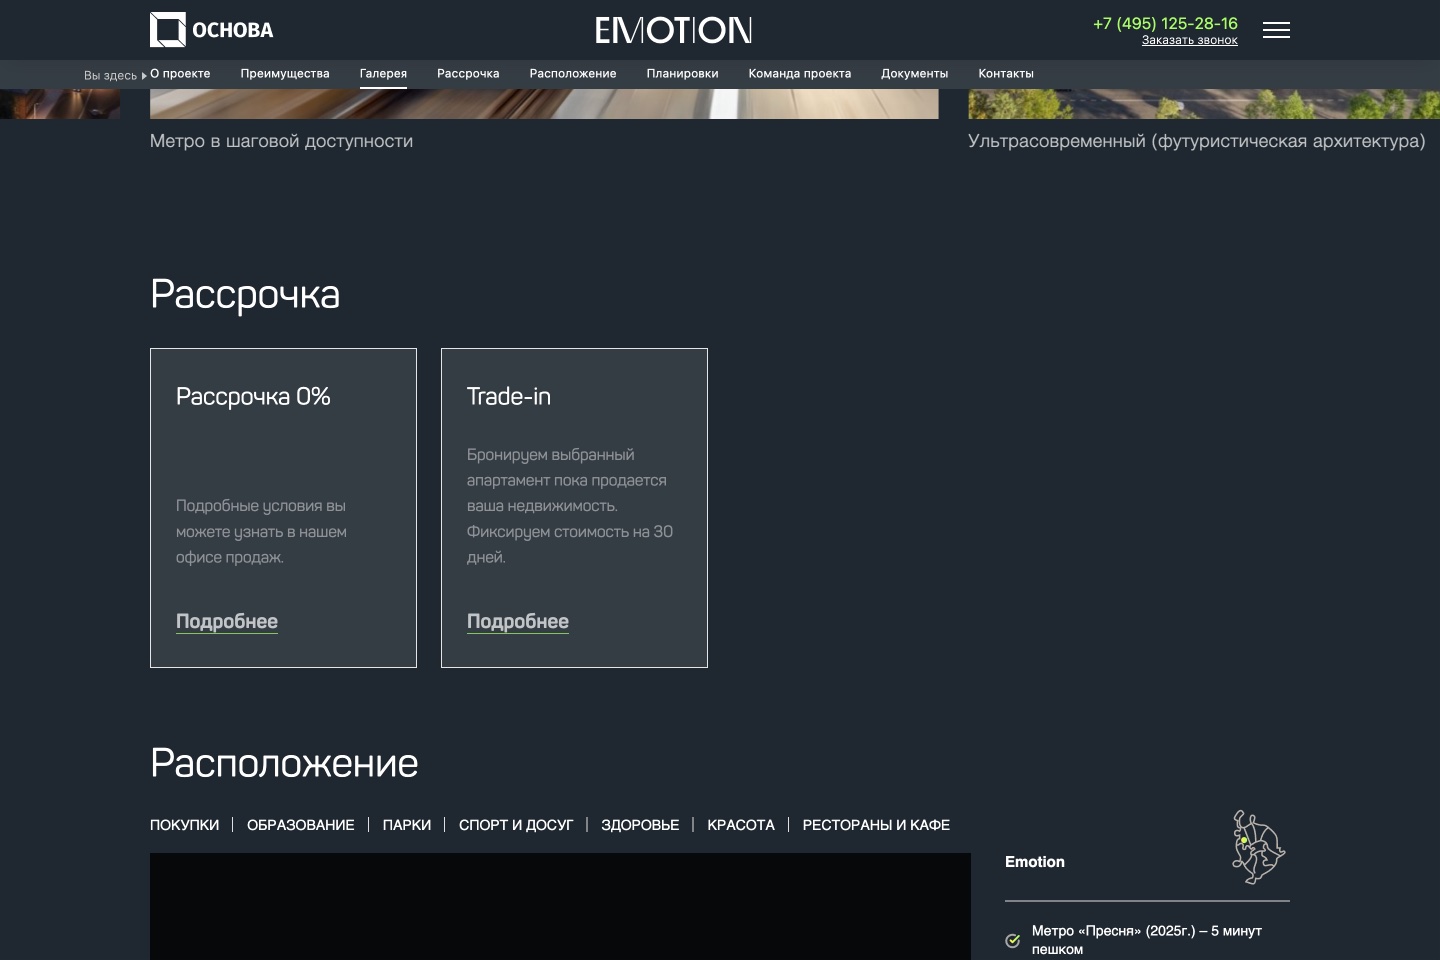 ОСНОВА
EMOTION
+7 (495) 125-28-16
Заказать звонок
Вы здесь
О проекте
Преимущества
Галерея
Рассрочка
Расположение
Планировки
Команда проекта
Документы
Контакты
Метро в шаговой доступности
Ультрасовременный (футуристическая архитектура)
Рассрочка
Рассрочка 0%
Подробные условия вы
можете узнать в нашем
офисе продаж.
Подробнее
Trade-in
Бронируем выбранный
апартамент пока продается
ваша недвижимость.
Фиксируем стоимость на 30
дней.
Подробнее
Расположение
ПОКУПКИ
ОБРАЗОВАНИЕ
ПАРКИ
СПОРТ И ДОСУГ
ЗДОРОВЬЕ
КРАСОТА
РЕСТОРАНЫ И КАФЕ
Emotion
Метро «Пресня» (2025г.) – 5 минут
пешком